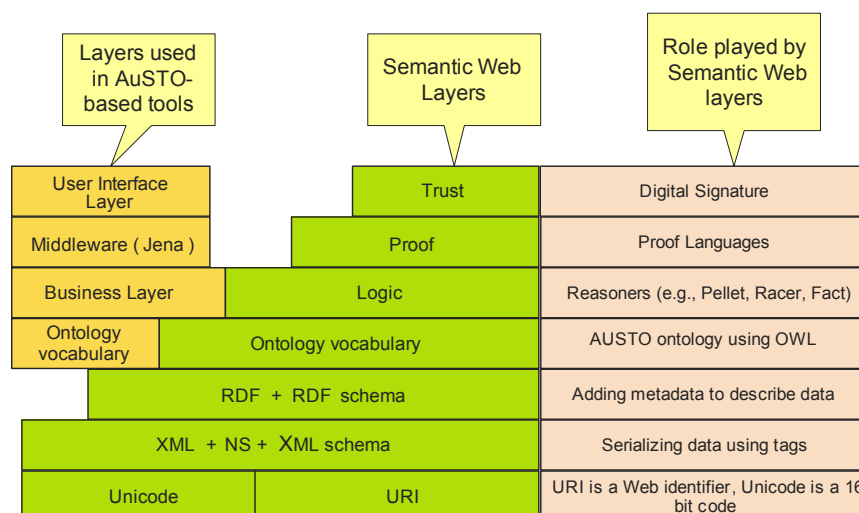 Layers used
in AuSTO-
based tools
Semantic Web
Layers
Role played by
Semantic Web
layers
User Interface
Layer
Trust
Digital Signature
Middleware ( Jena )
Proof
Proof Languages
Business Layer
Logic
Reasoners (e.g., Pellet, Racer, Fact)
Ontology
vocabulary
Ontology vocabulary
AUSTO ontology using OWL
RDF + RDF schema
Adding metadata to describe data
XML + NS + XML schema
Serializing data using tags
Unicode
URI
URI is a Web identifier, Unicode is a 16
bit code